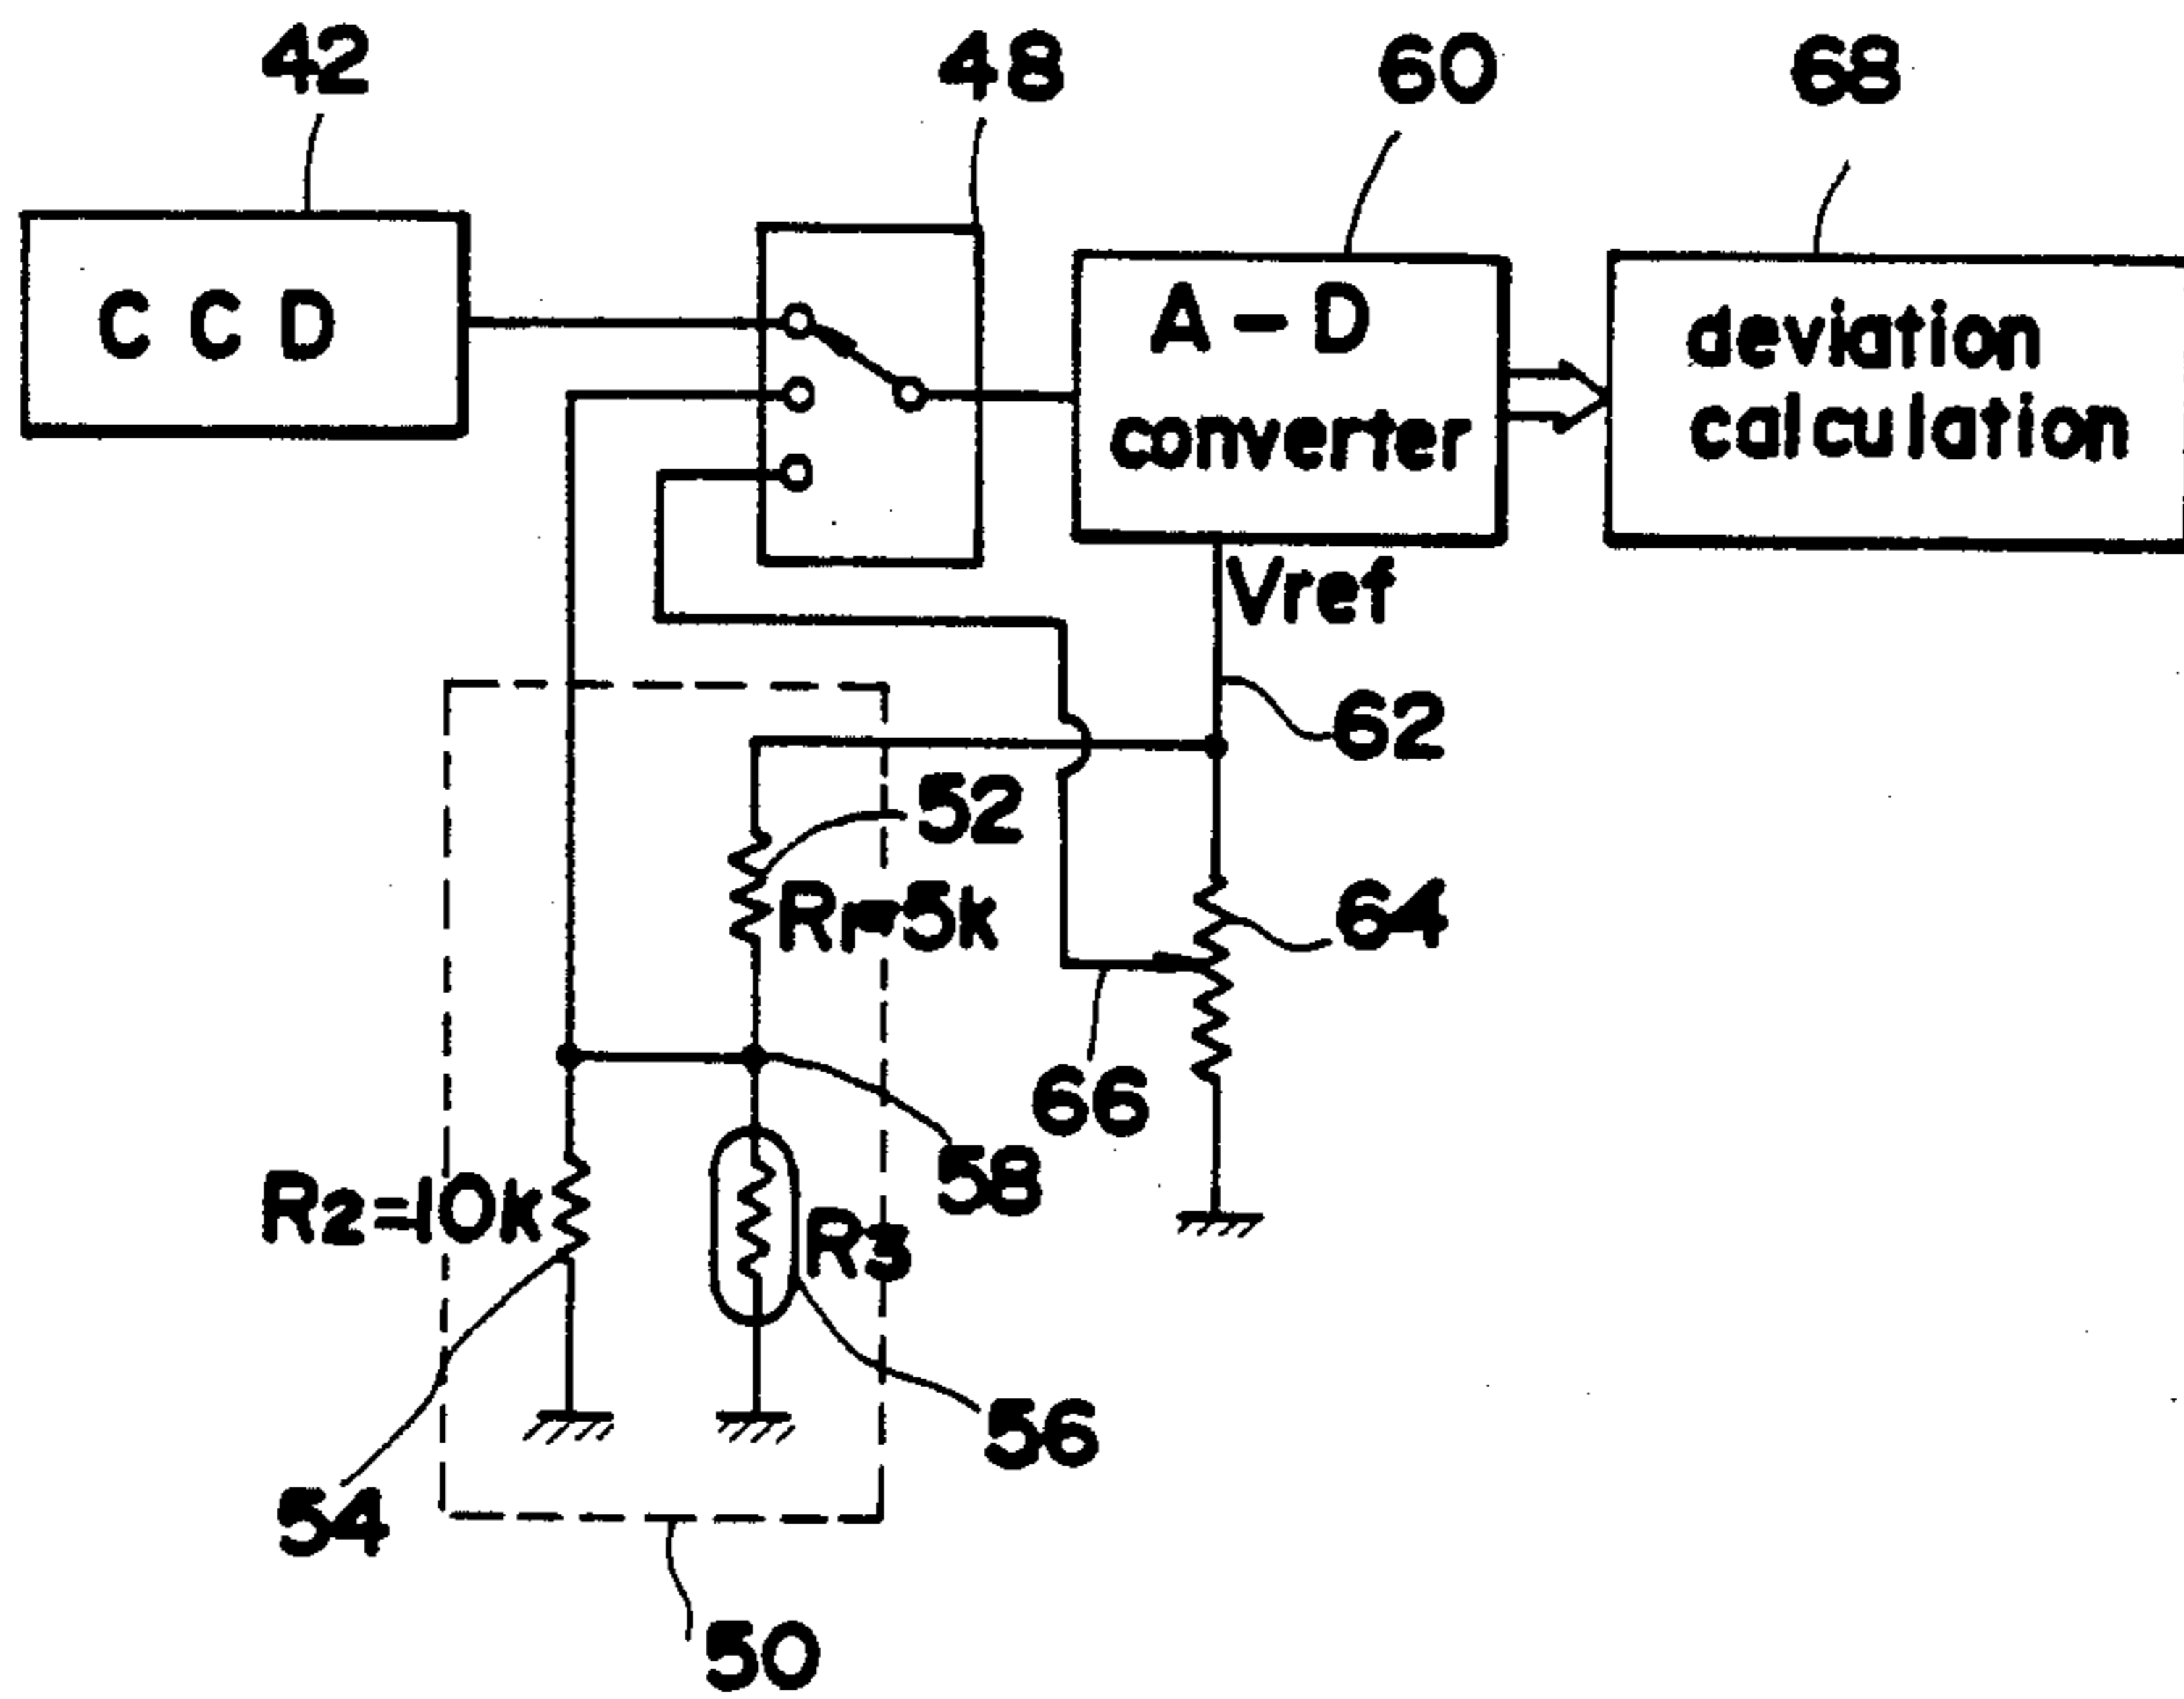 42
48
60
68
C C D
A-D
converter
deviation
calculation
Vref
62
52
R1=5k
64
66
58
R2=10k
R3
56
54
50